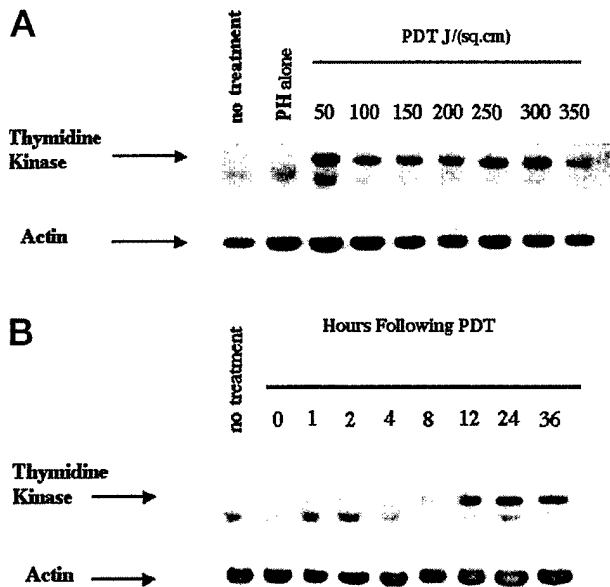 A
PDT J/(sq.cm)
no treatment
PH alone
50 100 150 200 250 300 350
Thymidine
Kinase
Actin
B
Hours Following PDT
no treatment
0 1 2 4 8 12 24 36
Thymidine
Kinase
Actin